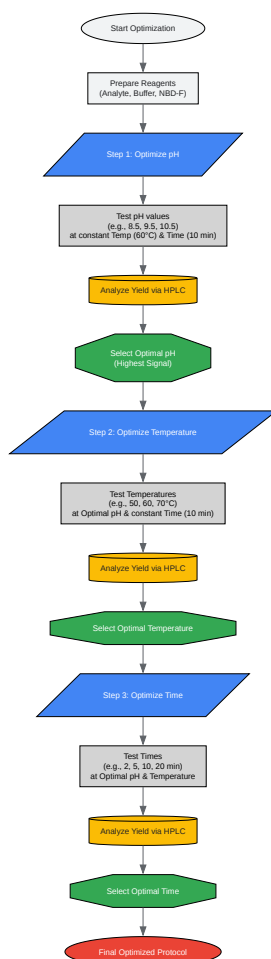 Start Optimization
Prepare Reagents
(Analyte, Buffer, NBD-F)
Step 1: Optimize pH
Test pH values
(e.g., 8.5, 9.5, 10.5)
at constant Temp (60°C) & Time (10 min)
Analyze Yield via HPLC
Select Optimal pH
(Highest Signal)
Step 2: Optimize Temperature
Test Temperatures
(e.g., 50, 60, 70°C)
at Optimal pH & constant Time (10 min)
Analyze Yield via HPLC
Select Optimal Temperature
Step 3: Optimize Time
Test Times
(e.g., 2, 5, 10, 20 min)
at Optimal pH & Temperature
Analyze Yield via HPLC
Select Optimal Time
Final Optimized Protocol